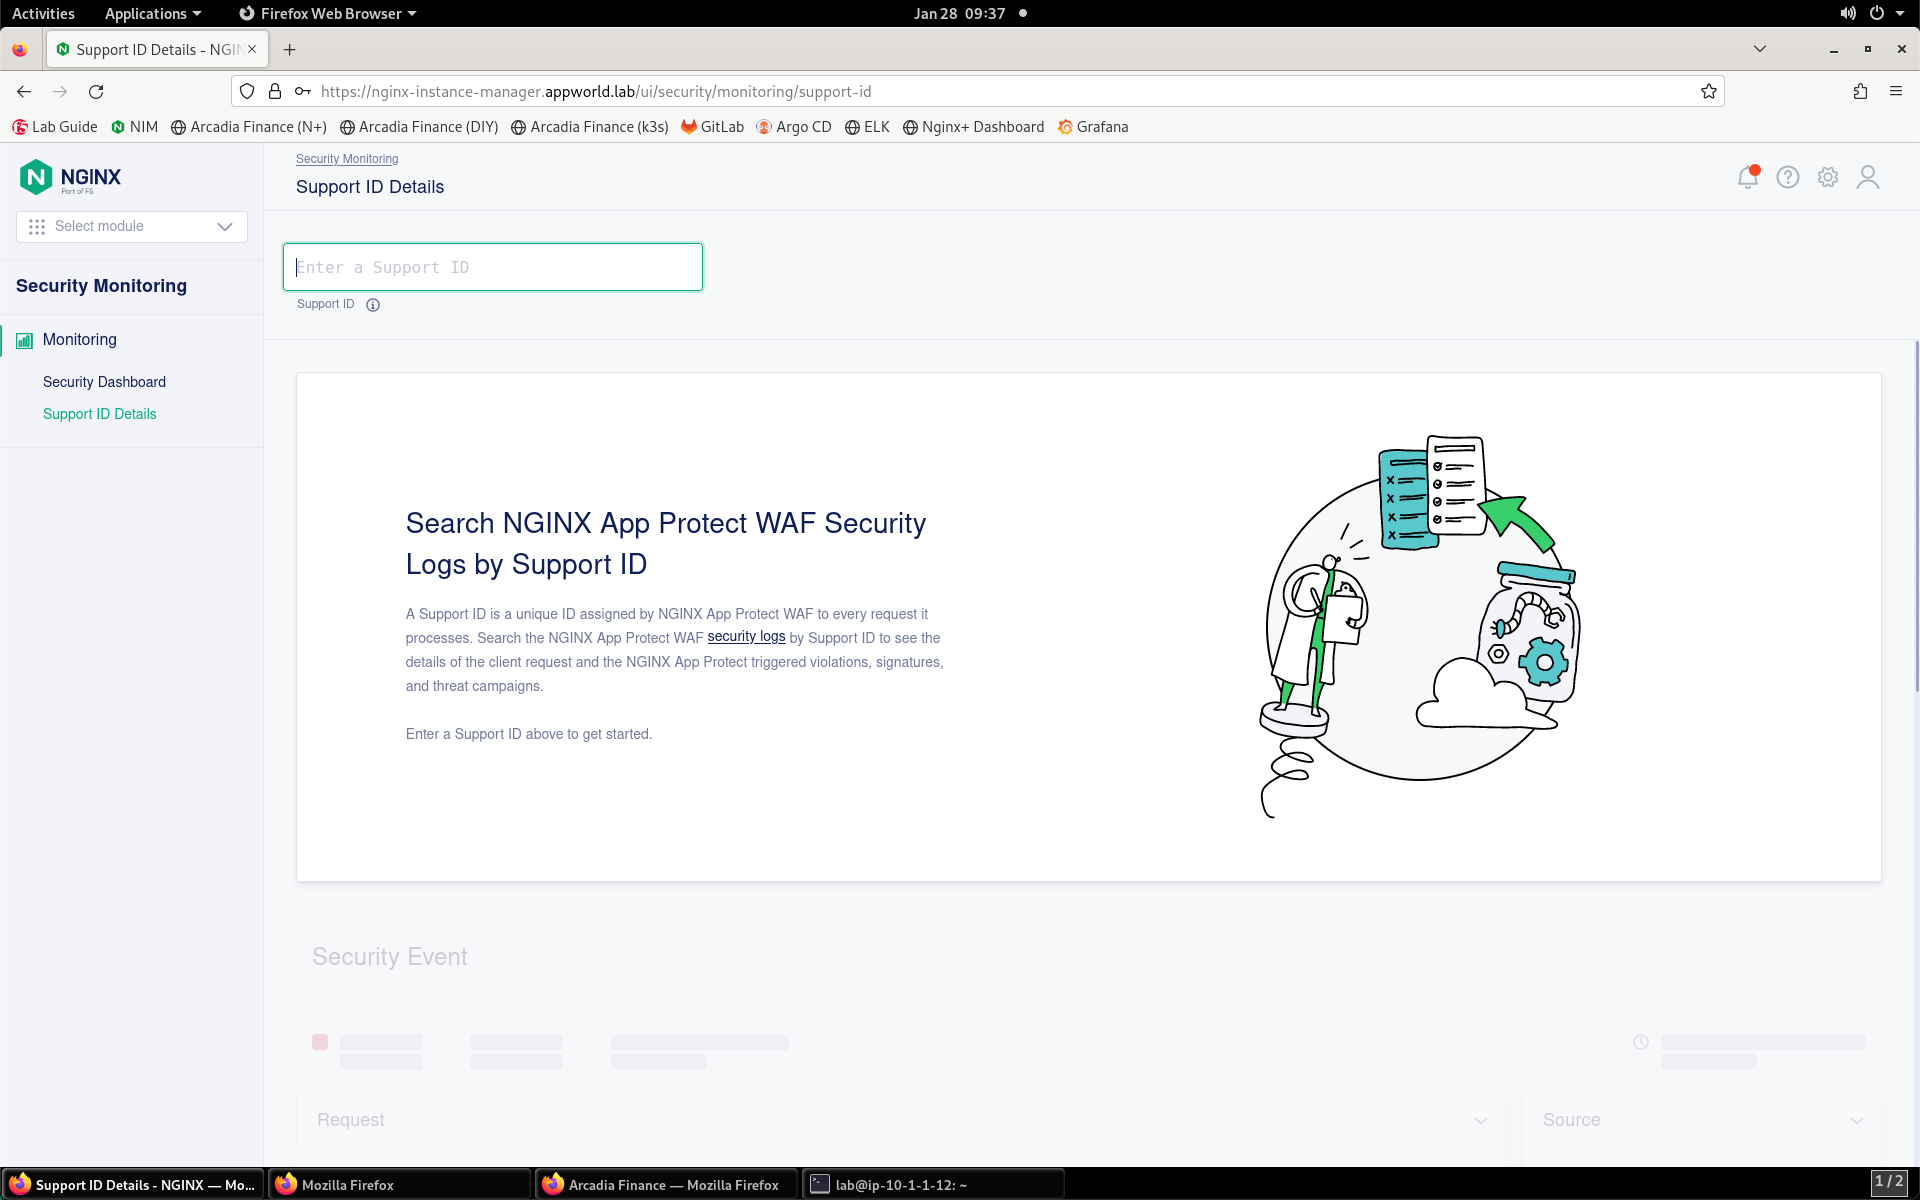 Activities Applications Firefox Web Browser Jan 28 09:37
Support ID Details - NGIN
https://nginx-instance-manager.appworld.lab/ui/security/monitoring/support-id
Lab Guide NIM Arcadia Finance (N+) Arcadia Finance (DIY) Arcadia Finance (k3s) GitLab Argo CD ELK Nginx+ Dashboard Grafana
NGINX
Part of F5
Select module
Security Monitoring
Monitoring
Security Dashboard
Support ID Details
Security Monitoring
Support ID Details
Enter a Support ID
Support ID
Search NGINX App Protect WAF Security
Logs by Support ID
A Support ID is a unique ID assigned by NGINX App Protect WAF to every request it
processes. Search the NGINX App Protect WAF security logs by Support ID to see the
details of the client request and the NGINX App Protect triggered violations, signatures,
and threat campaigns.
Enter a Support ID above to get started.
Security Event
Request
Source
Support ID Details - NGINX — Mo...
Mozilla Firefox
Arcadia Finance — Mozilla Firefox
lab@ip-10-1-1-12: ~
1 / 2